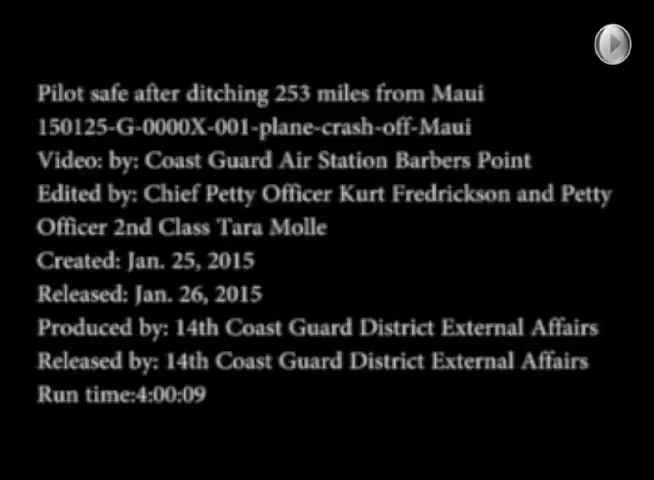 Pilot safe after ditching 253 miles from Maui
150125-G-0000X-001-plane-crash-off-Maui
Video: by: Coast Guard Air Station Barbers Point
Edited by: Chief Petty Officer Kurt Fredrickson and Petty
Officer 2nd Class Tara Molle
Created: Jan. 25, 2015
Released: Jan. 26, 2015
Produced by: 14th Coast Guard District External Affairs
Released by: 14th Coast Guard District External Affairs
Run time:4:00:09